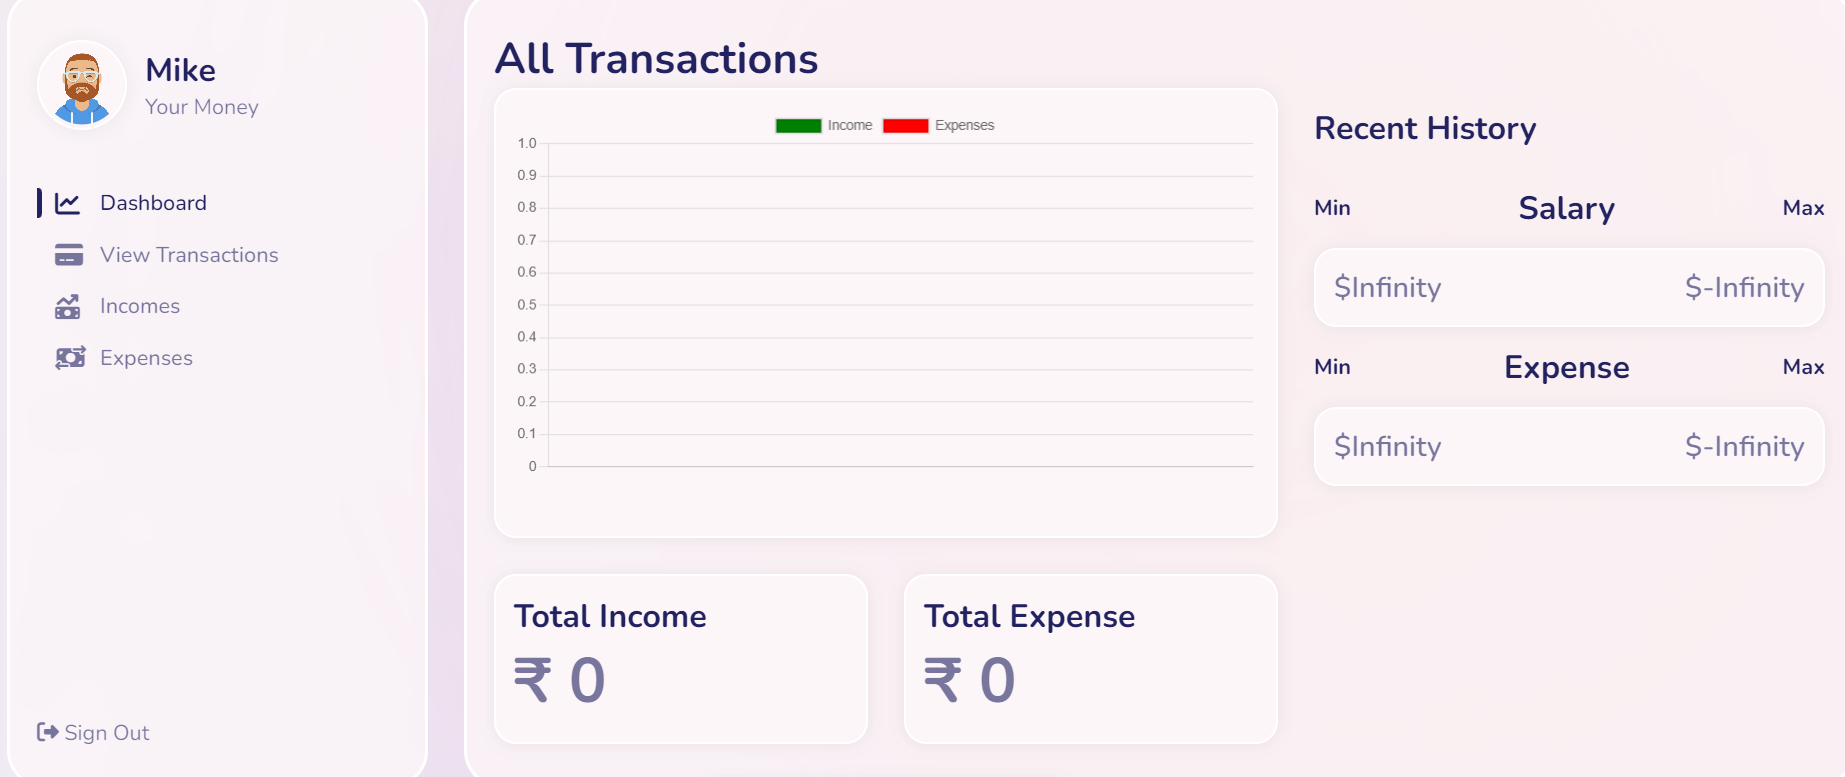 Mike
Your Money
Dashboard
View Transactions
Incomes
Expenses
Sign Out
All Transactions
Income Expenses
1.0
0.9
0.8
0.7
0.6
0.5
0.4
0.3
0.2
0.1
0
Total Income
₹ 0
Total Expense
₹ 0
Recent History
Min Salary Max
$Infinity $-Infinity
Min Expense Max
$Infinity $-Infinity